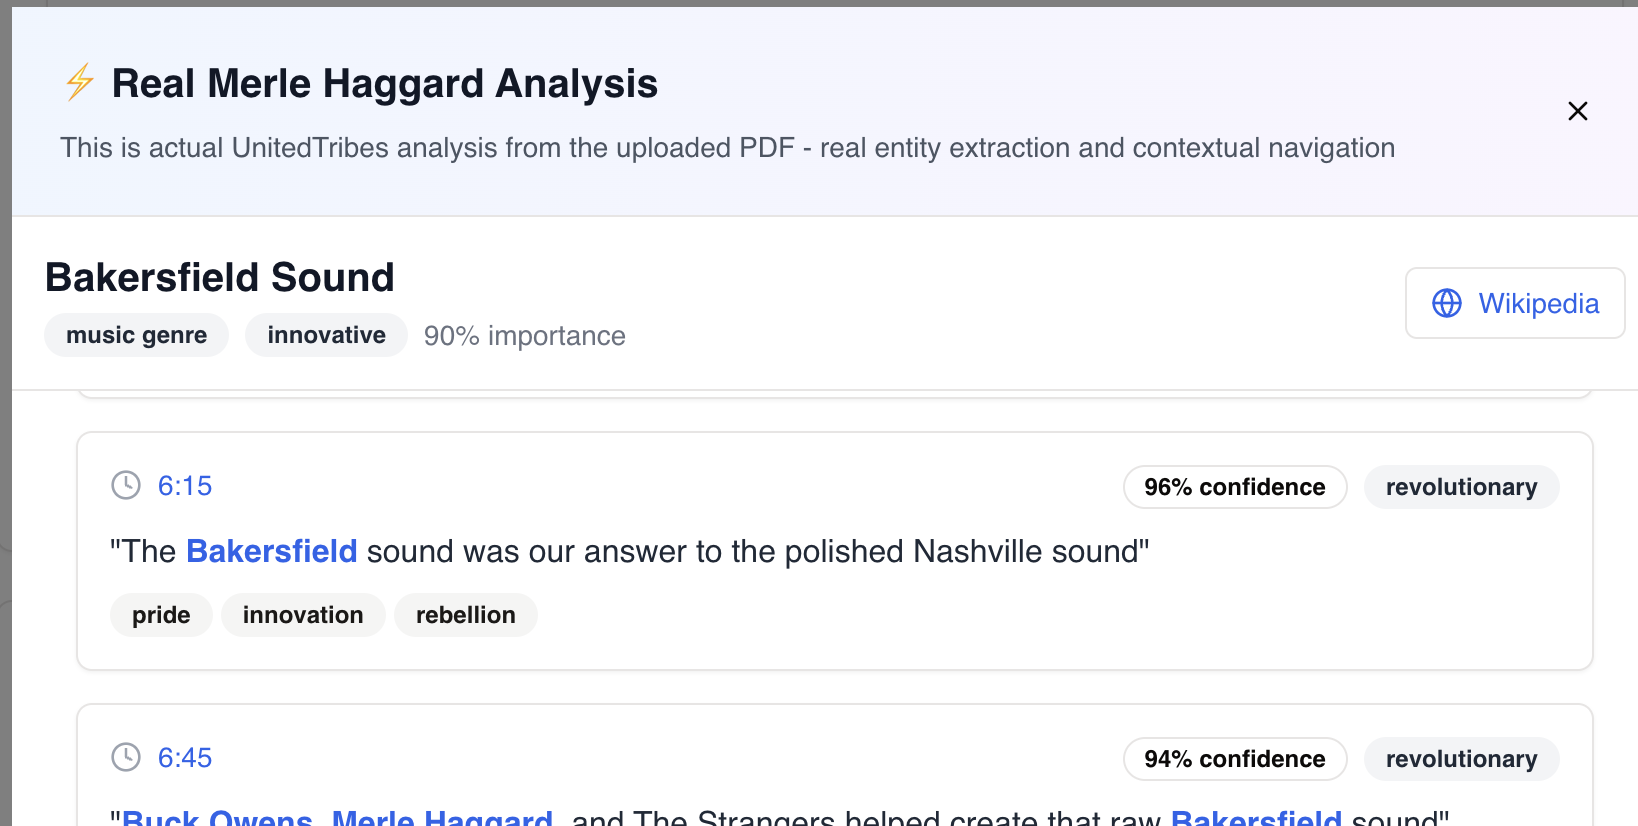 ⚡ Real Merle Haggard Analysis
This is actual UnitedTribes analysis from the uploaded PDF - real entity extraction and contextual navigation
Bakersfield Sound
music genre innovative 90% importance
Wikipedia
6:15 96% confidence revolutionary
"The Bakersfield sound was our answer to the polished Nashville sound"
pride innovation rebellion
6:45 94% confidence revolutionary
"Buck Owens, Merle Haggard, and The Strangers helped create that raw Bakersfield sound"